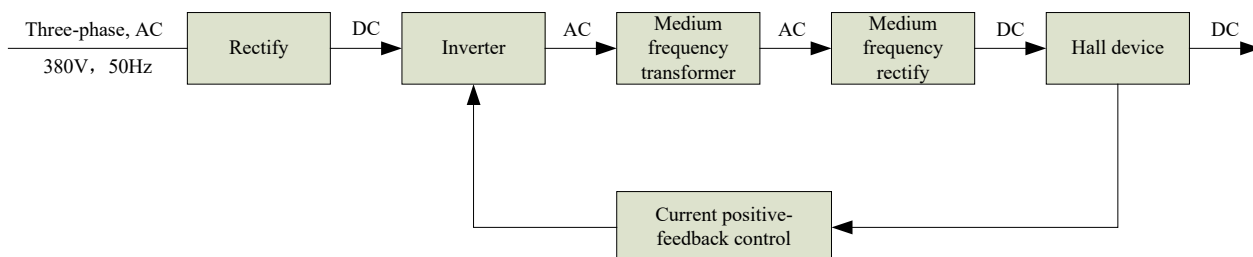 Three-phase, AC
380V，50Hz
Rectify
DC
Inverter
AC
Medium
frequency
transformer
AC
Medium
frequency
rectify
DC
Hall device
DC
Current positive-
feedback control